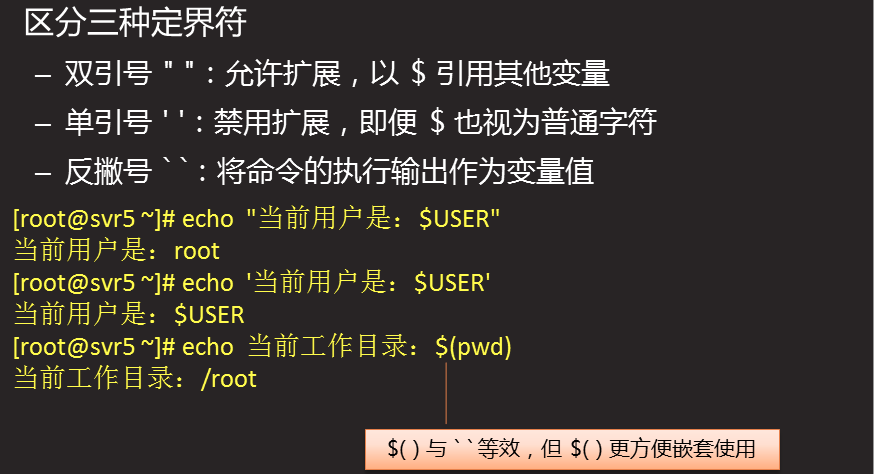 区分三种定界符
– 双引号 " "：允许扩展，以 $ 引用其他变量
– 单引号 ' '：禁用扩展，即便 $ 也视为普通字符
– 反撇号 ` `：将命令的执行输出作为变量值
[root@svr5 ~]# echo "当前用户是：$USER"
当前用户是：root
[root@svr5 ~]# echo '当前用户是：$USER'
当前用户是：$USER
[root@svr5 ~]# echo 当前工作目录：$(pwd)
当前工作目录：/root
$( ) 与 ` `等效，但 $( ) 更方便嵌套使用